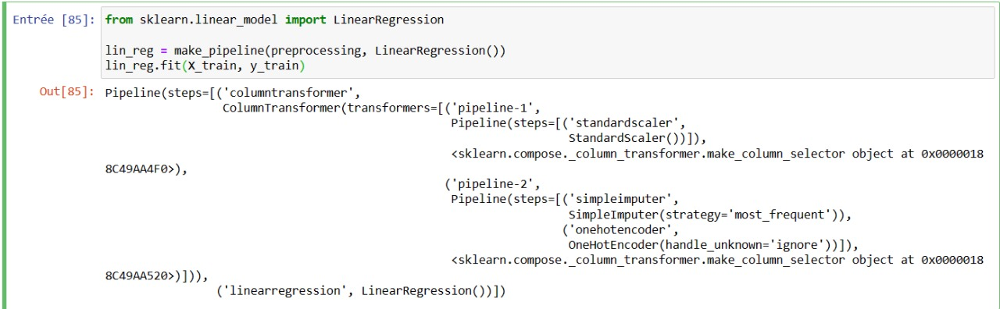 Entrée [85]: from sklearn.linear_model import LinearRegression
lin_reg = make_pipeline(preprocessing, LinearRegression())
lin_reg.fit(X_train, y_train)
Out[85]: Pipeline(steps=[('columntransformer',
ColumnTransformer(transformers=[('pipeline-1',
Pipeline(steps=[('standardscaler',
StandardScaler())]),
<sklearn.compose._column_transformer.make_column_selector object at 0x0000018
8C49AA4F0>),
('pipeline-2',
Pipeline(steps=[('simpleimputer',
SimpleImputer(strategy='most_frequent')),
('onehotencoder',
OneHotEncoder(handle_unknown='ignore'))]),
<sklearn.compose._column_transformer.make_column_selector object at 0x0000018
8C49AA520>)])),
('linearregression', LinearRegression())])